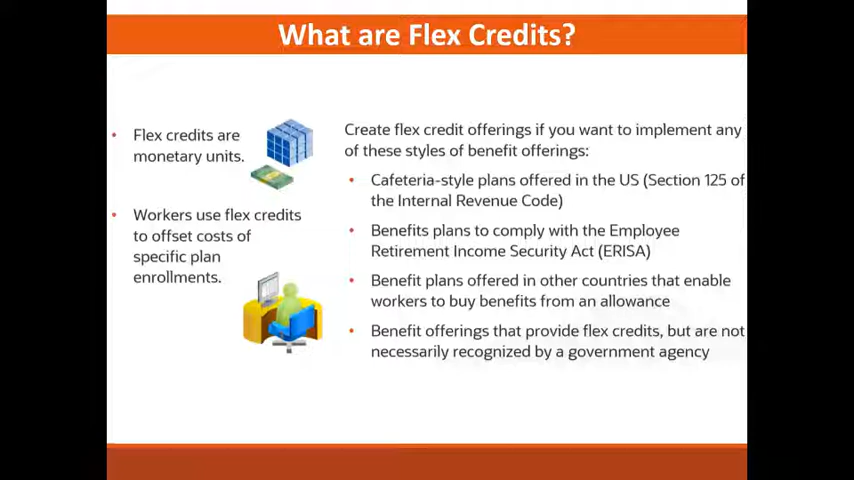 What are Flex Credits?
• Flex credits are
monetary units.
• Workers use flex credits
to offset costs of
specific plan
enrollments.
Create flex credit offerings if you want to implement any
of these styles of benefit offerings:
• Cafeteria-style plans offered in the US (Section 125 of
the Internal Revenue Code)
• Benefits plans to comply with the Employee
Retirement Income Security Act (ERISA)
• Benefit plans offered in other countries that enable
workers to buy benefits from an allowance
• Benefit offerings that provide flex credits, but are not
necessarily recognized by a government agency